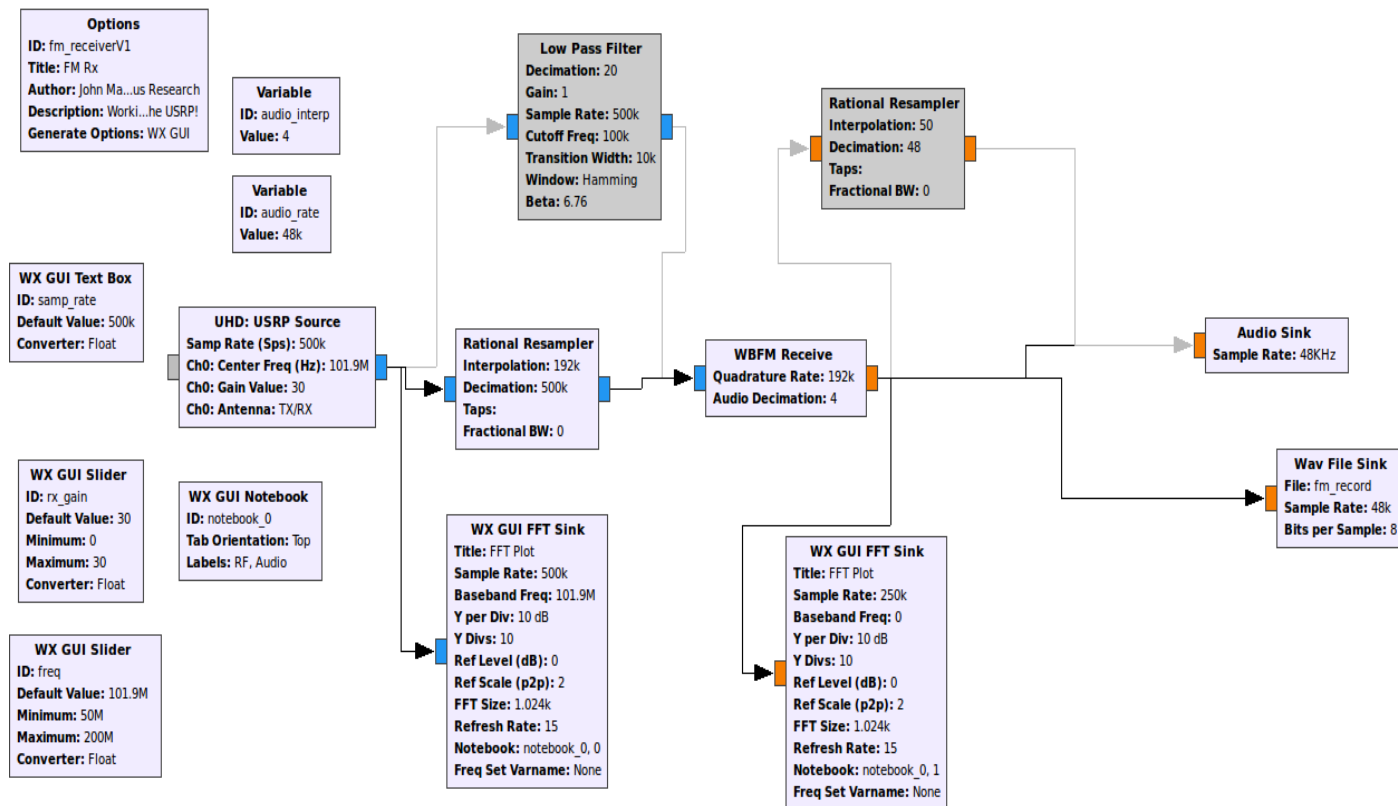 Options
ID: fm_receiverV1
Title: FM Rx
Author: John Ma...us Research
Description: Worki...he USRP!
Generate Options: WX GUI
Variable
ID: audio_interp
Value: 4
Variable
ID: audio_rate
Value: 48k
Low Pass Filter
Decimation: 20
Gain: 1
Sample Rate: 500k
Cutoff Freq: 100k
Transition Width: 10k
Window: Hamming
Beta: 6.76
Rational Resampler
Interpolation: 50
Decimation: 48
Taps:
Fractional BW: 0
WX GUI Text Box
ID: samp_rate
Default Value: 500k
Converter: Float
UHD: USRP Source
Samp Rate (Sps): 500k
Ch0: Center Freq (Hz): 101.9M
Ch0: Gain Value: 30
Ch0: Antenna: TX/RX
Rational Resampler
Interpolation: 192k
Decimation: 500k
Taps:
Fractional BW: 0
WBFM Receive
Quadrature Rate: 192k
Audio Decimation: 4
Audio Sink
Sample Rate: 48KHz
WX GUI Slider
ID: rx_gain
Default Value: 30
Minimum: 0
Maximum: 30
Converter: Float
WX GUI Notebook
ID: notebook_0
Tab Orientation: Top
Labels: RF, Audio
WX GUI FFT Sink
Title: FFT Plot
Sample Rate: 500k
Baseband Freq: 101.9M
Y per Div: 10 dB
Y Divs: 10
Ref Level (dB): 0
Ref Scale (p2p): 2
FFT Size: 1.024k
Refresh Rate: 15
Notebook: notebook_0, 0
Freq Set Varname: None
WX GUI FFT Sink
Title: FFT Plot
Sample Rate: 250k
Baseband Freq: 0
Y per Div: 10 dB
Y Divs: 10
Ref Level (dB): 0
Ref Scale (p2p): 2
FFT Size: 1.024k
Refresh Rate: 15
Notebook: notebook_0, 1
Freq Set Varname: None
Wav File Sink
File: fm_record
Sample Rate: 48k
Bits per Sample: 8
WX GUI Slider
ID: freq
Default Value: 101.9M
Minimum: 50M
Maximum: 200M
Converter: Float